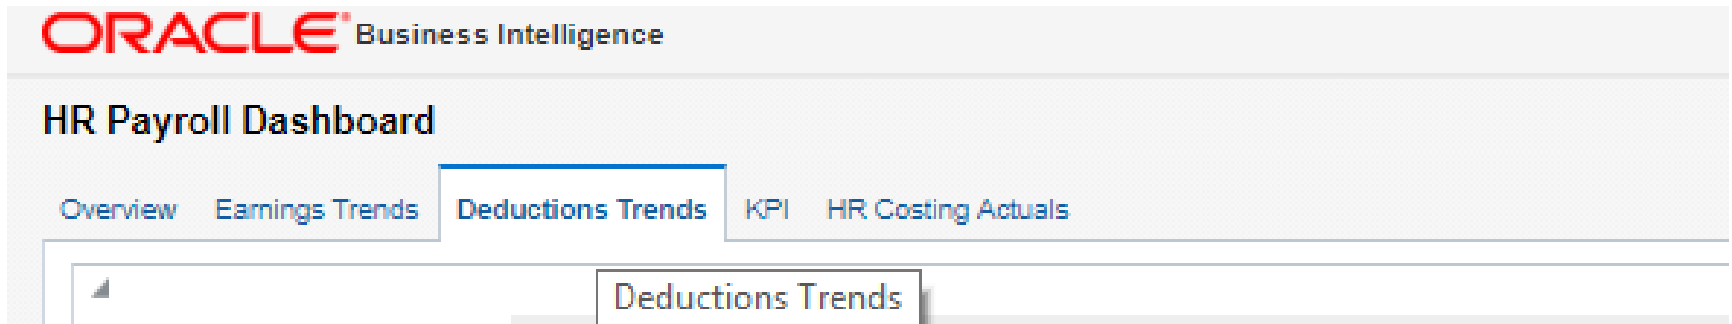 ORACLE Business Intelligence
HR Payroll Dashboard
Overview Earnings Trends Deductions Trends KPI HR Costing Actuals
Deductions Trends